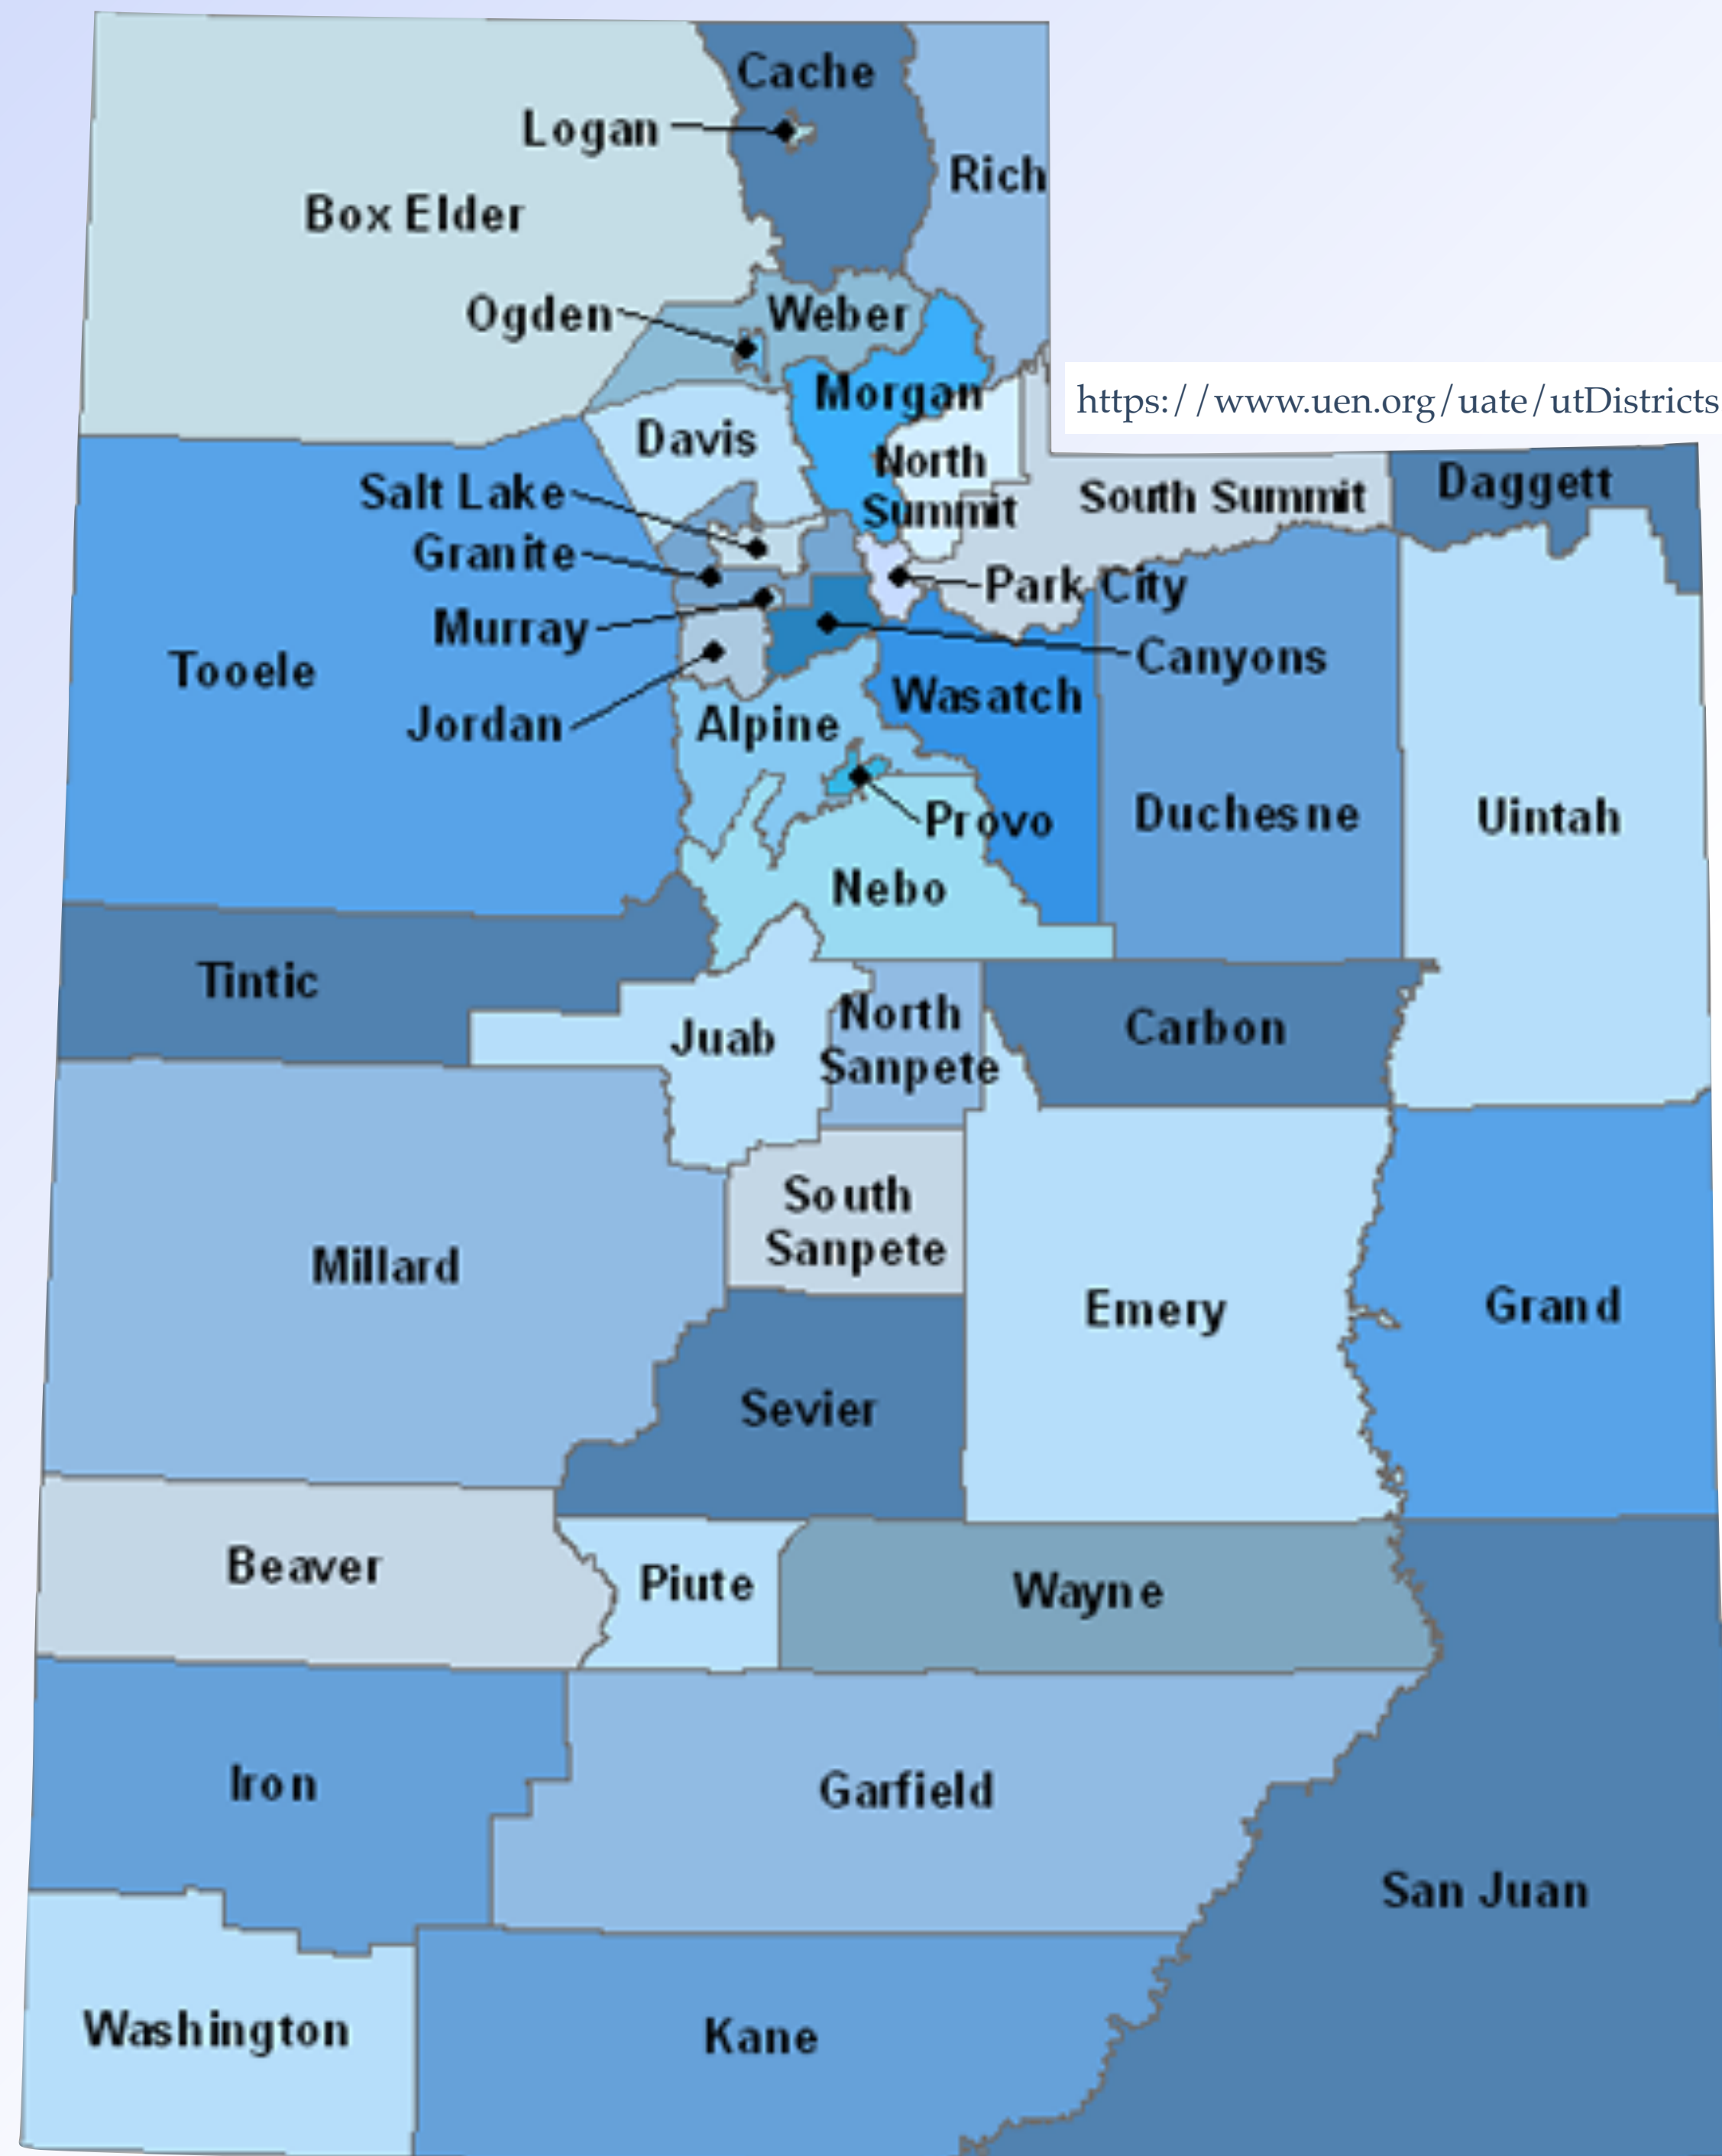 Cache
Logan
Rich
Box Elder
Ogden
Weber
Morgan
https://www.uen.org/uate/utDistricts
Davis
North
Summit
Salt Lake
South Summit
Daggett
Granite
Park City
Murray
Canyons
Tooele
Wasatch
Jordan
Alpine
Provo
Duchesne
Uintah
Nebo
Tintic
Juab
North
Sanpete
Carbon
South
Sanpete
Millard
Emery
Grand
Sevier
Beaver
Piute
Wayne
Iron
Garfield
San Juan
Washington
Kane